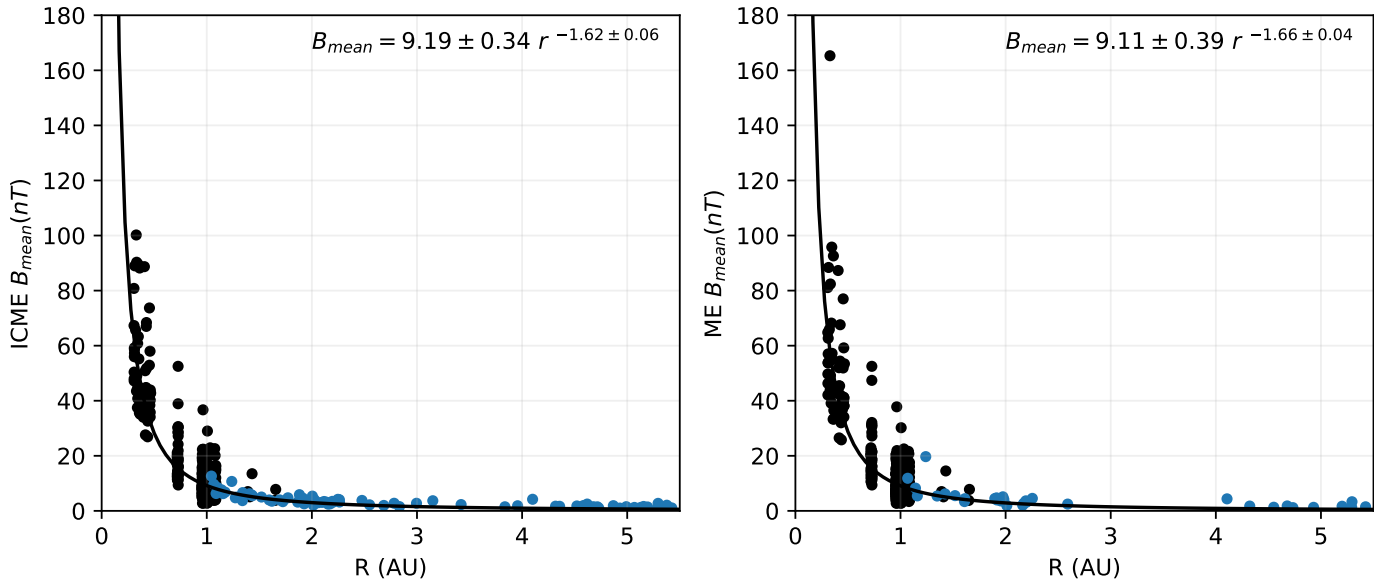 B_mean = 9.19 ± 0.34 r^−1.62 ± 0.06
180
160
140
120
100
80
60
40
20
0
ICME B_mean(nT)
0 1 2 3 4 5
R (AU)
B_mean = 9.11 ± 0.39 r^−1.66 ± 0.04
180
160
140
120
100
80
60
40
20
0
ME B_mean(nT)
0 1 2 3 4 5
R (AU)